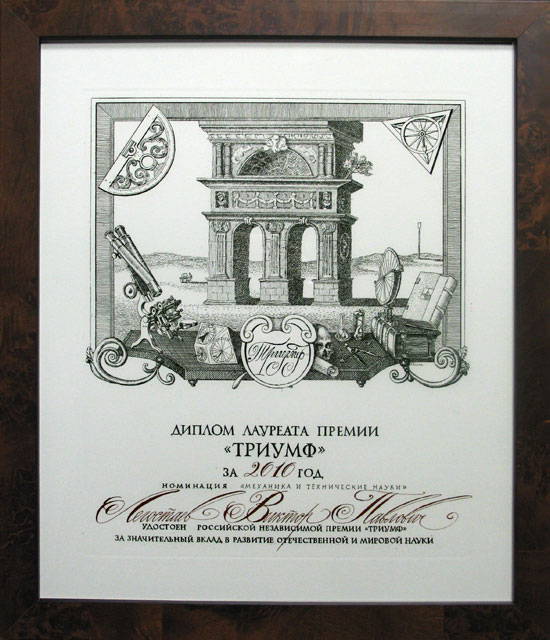 Триумф
ДИПЛОМ ЛАУРЕАТА ПРЕМИИ
«ТРИУМФ»
ЗА 2010 ГОД
НОМИНАЦИЯ «МЕХАНИКА И ТЕХНИЧЕСКИЕ НАУКИ»
Легостаев Виктор Павлович
УДОСТОЕН РОССИЙСКОЙ НЕЗАВИСИМОЙ ПРЕМИИ «ТРИУМФ»
ЗА ЗНАЧИТЕЛЬНЫЙ ВКЛАД В РАЗВИТИЕ ОТЕЧЕСТВЕННОЙ И МИРОВОЙ НАУКИ